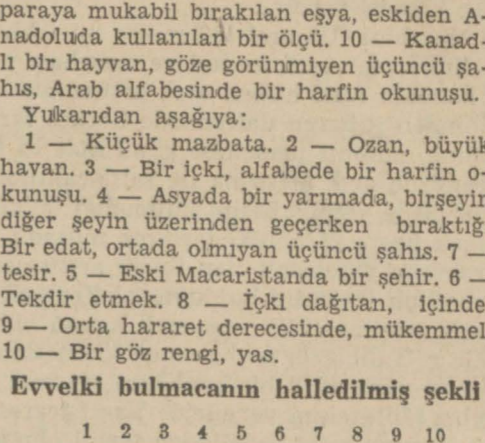 paraya mukabil bırakılan eşya, eskiden A-
nadoluda kullanılan bir ölçü. 10 — Kanad-
lı bir hayvan, göze görünmiyen üçüncü şa-
hıs, Arab alfabesinde bir harfin okunuşu.
Yukarıdan aşağıya:
1 — Küçük mazbata. 2 — Ozan, büyük
havan. 3 — Bir içki, alfabede bir harfin o-
kunuşu. 4 — Asyada bir yarımada, birşeyin
diğer şeyin üzerinden geçerken bıraktığ
Bir edat, ortada olmıyan üçüncü şahıs. 7 —
tesir. 5 — Eski Macaristanda bir şehir. 6 —
Tekdir etmek. 8 — İçki dağıtan, içinde
9 — Orta hararet derecesinde, mükemmel
10 — Bir göz rengi, yas.
Evvelki bulmacanın halledilmiş şekli
1 2 3 4 5 6 7 8 9 10